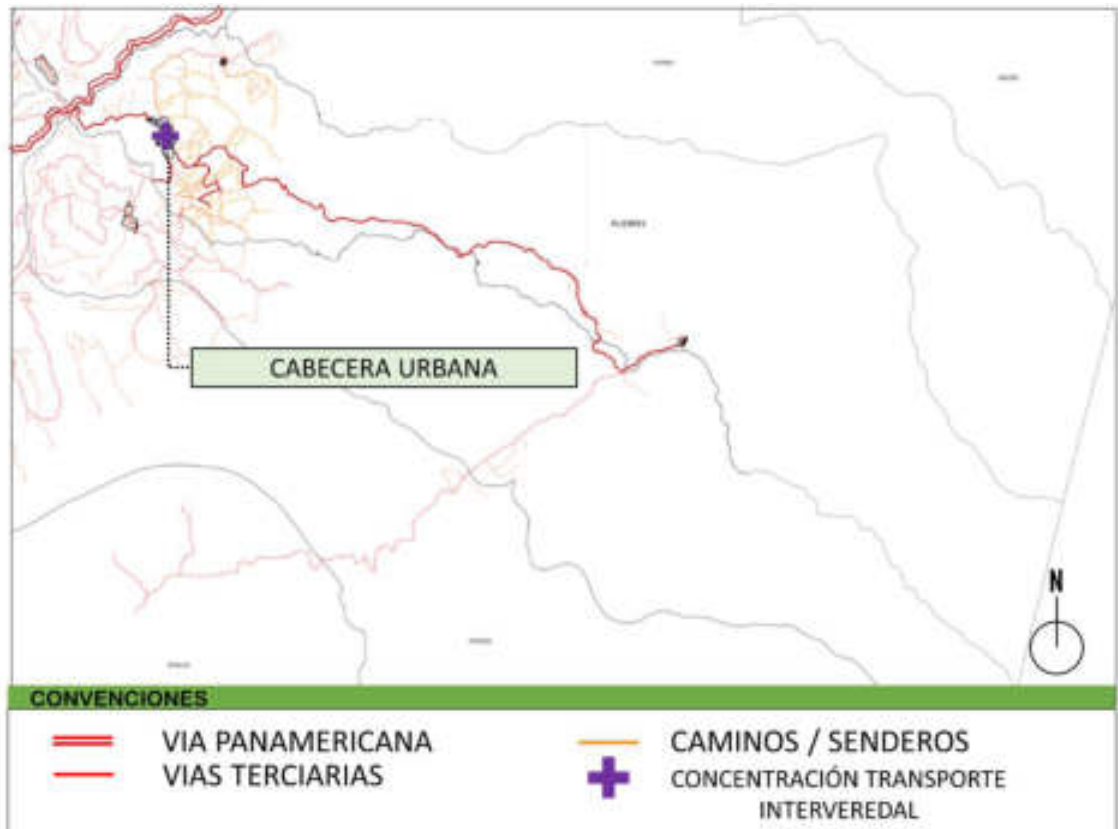 CABECERA URBANA
N
CONVENCIONES
VIA PANAMERICANA
VIAS TERCIARIAS
CAMINOS / SENDEROS
CONCENTRACIÓN TRANSPORTE
INTERVEREDAL